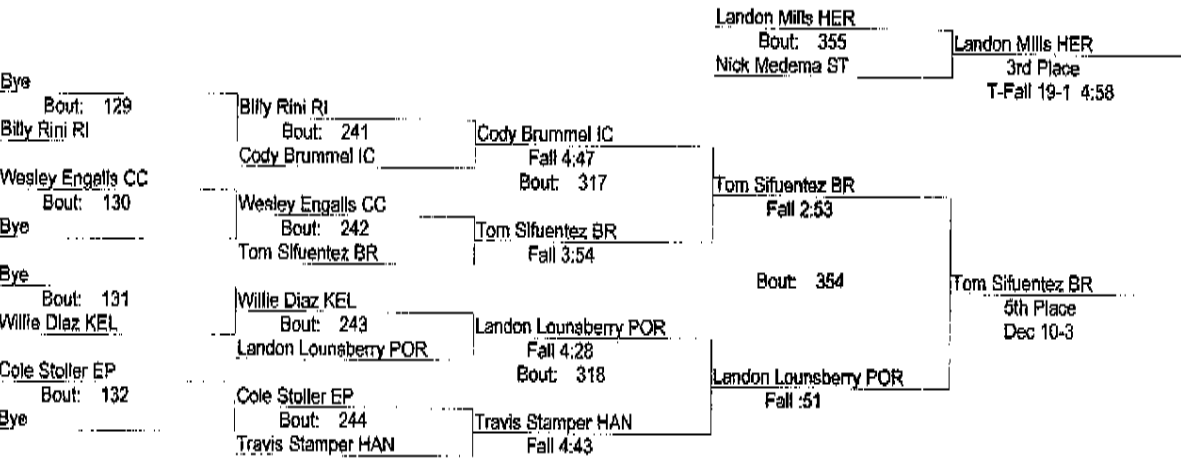 Landon Mills HER
Bout: 355
Nick Medema ST
Landon Mills HER
3rd Place
T-Fall 19-1 4:58
Bye
Bout: 129
Billy Rini RI
Wesley Engalls CC
Bout: 130
Bye
Bye
Bout: 131
Willie Diaz KEL
Cole Stoller EP
Bout: 132
Bye
Billy Rini RI
Bout: 241
Cody Brummel IC
Wesley Engalls CC
Bout: 242
Tom Sifuentez BR
Willie Diaz KEL
Bout: 243
Landon Lounsberry POR
Cole Stoller EP
Bout: 244
Travis Stamper HAN
Cody Brummel IC
Fall 4:47
Bout: 317
Tom Sifuentez BR
Fall 3:54
Landon Lounsberry POR
Fall 4:28
Bout: 318
Travis Stamper HAN
Fall 4:43
Tom Sifuentez BR
Fall 2:53
Bout: 354
Landon Lounsberry POR
Fall :51
Tom Sifuentez BR
5th Place
Dec 10-3